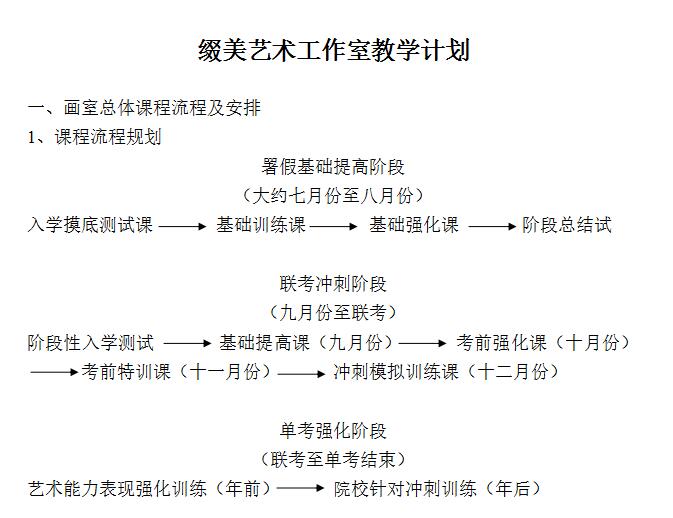 缀美艺术工作室教学计划
一、画室总体课程流程及安排
1、课程流程规划
署假基础提高阶段
（大约七月份至八月份）
入学摸底测试课 基础训练课 基础强化课 阶段总结试
联考冲刺阶段
（九月份至联考）
阶段性入学测试 基础提高课（九月份） 考前强化课（十月份）
考前特训课（十一月份） 冲刺模拟训练课（十二月份）
单考强化阶段
（联考至单考结束）
艺术能力表现强化训练（年前） 院校针对冲刺训练（年后）